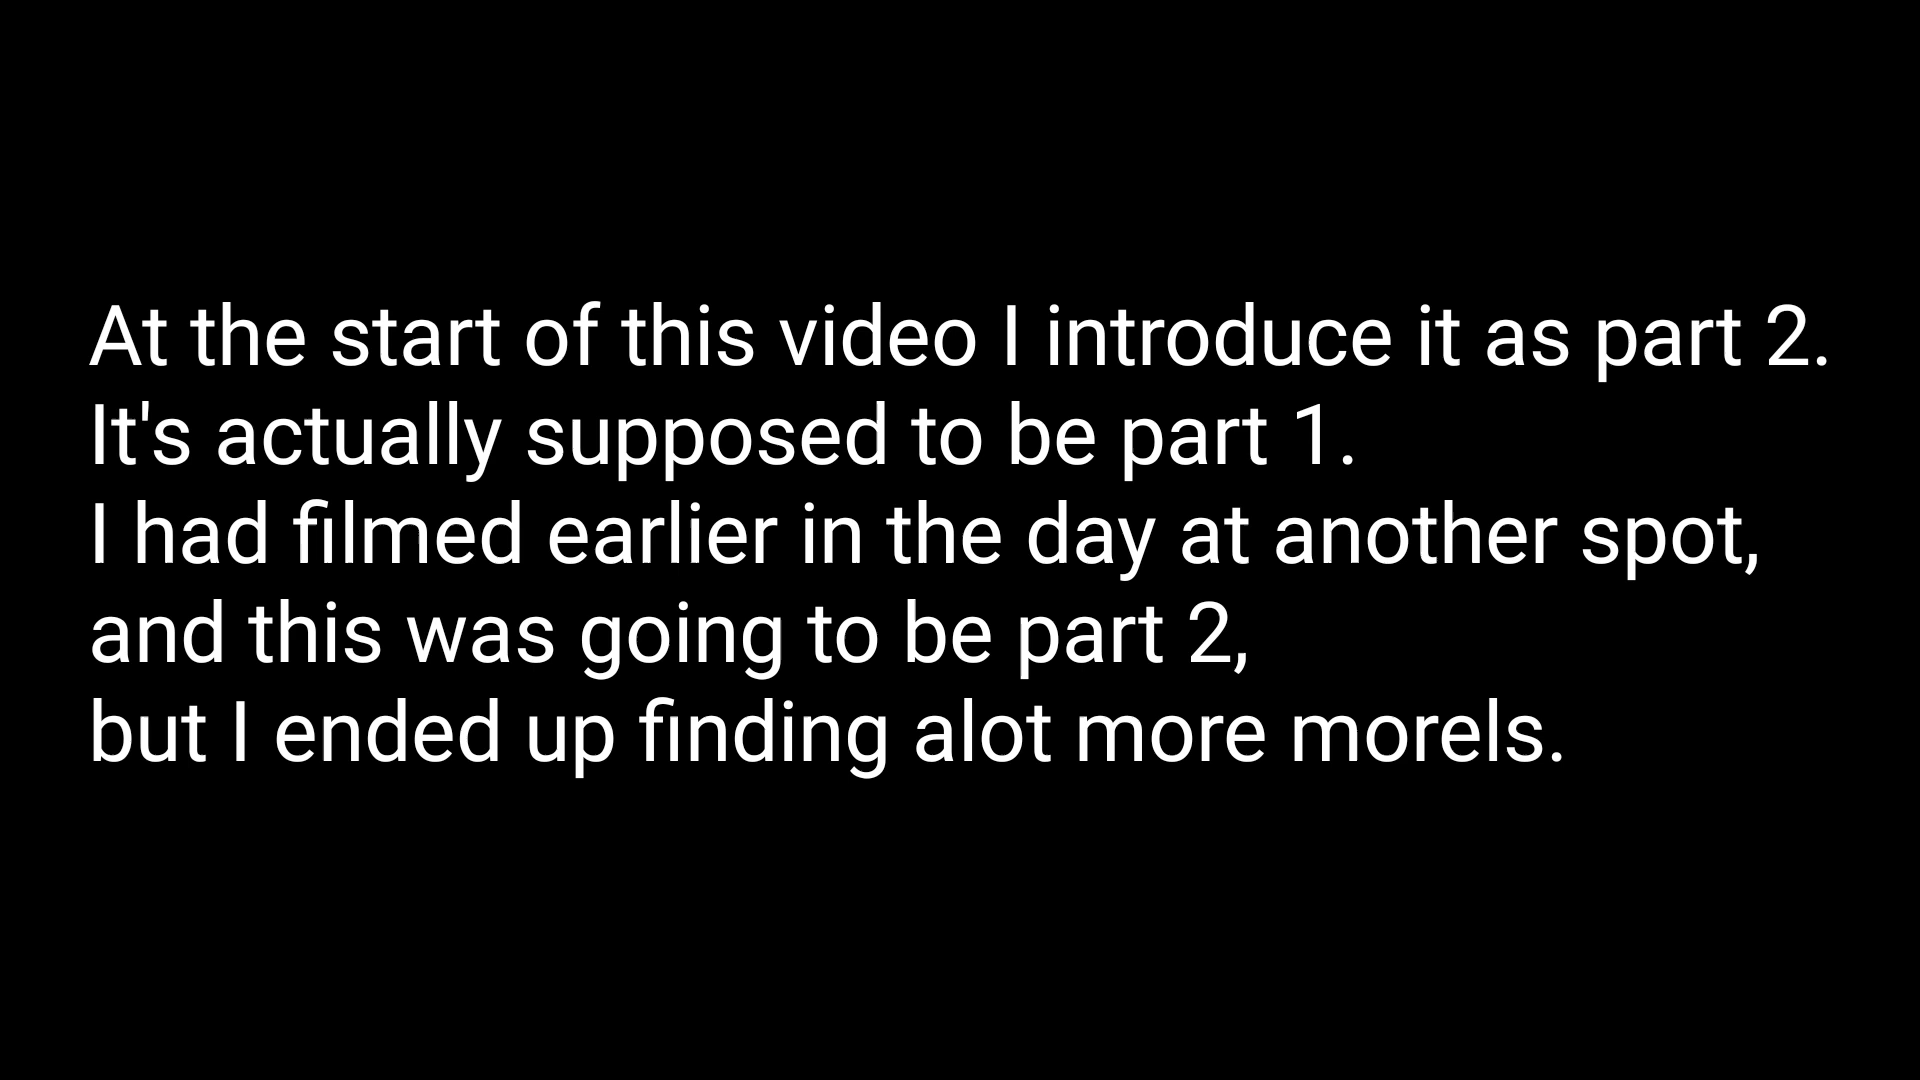 At the start of this video I introduce it as part 2.
It's actually supposed to be part 1.
I had filmed earlier in the day at another spot,
and this was going to be part 2,
but I ended up finding alot more morels.